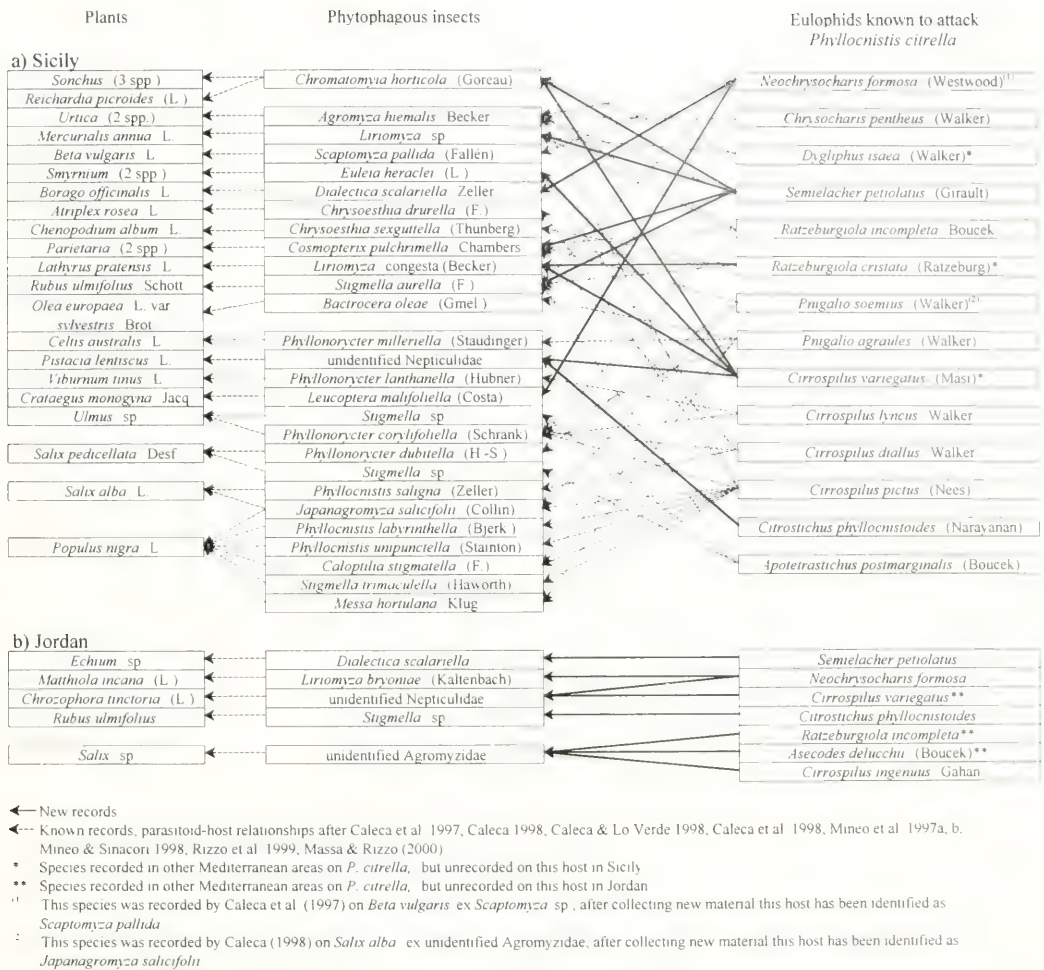 Plants
Phytophagous insects
Eulophids known to attack
Phyllocnistis citrella
a) Sicily
Sonchus (3 spp )
Reichardia picroides (L )
Urtica (2 spp.)
Mercurialis annua L.
Beta vulgaris L
Smyrnium (2 spp )
Borago officinalis L
Atriplex rosea L
Chenopodium album L.
Parietaria (2 spp )
Lathyrus pratensis L
Rubus ulmifolius Schott
Olea europaea L. var
sylvestris Brot
Celtis australis L
Pistacia lentiscus L.
Viburnum tinus L
Crataegus monogyna Jacq
Ulmus sp
Salix pedicellata Desf
Salix alba L.
Populus nigra L
Chromatomyia horticola (Goreau)
Agromyza hiemalis Becker
Liriomyza sp
Scaptomyza pallida (Fallén)
Euleia heraclei (L )
Dialectica scalariella Zeller
Chrysoesthia drurella (F.)
Chrysoesthia sexguttella (Thunberg)
Cosmopterix pulchrimella Chambers
Liriomyza congesta (Becker)
Stigmella aurella (F )
Bactrocera oleae (Gmel )
Phyllonorycter milleriella (Staudinger)
unidentified Nepticulidae
Phyllonorycter lanthanella (Hubner)
Leucoptera malifoliella (Costa)
Stigmella sp
Phyllonorycter corylifoliella (Schrank)
Phyllonorycter dubitella (H -S )
Stigmella sp
Phyllocnistis saligna (Zeller)
Japanagromyza salicifolii (Collin)
Phyllocnistis labyrinthella (Bjerk )
Phyllocnistis unipunctella (Stainton)
Caloptilia stigmatella (F.)
Stigmella trimaculella (Haworth)
Messa hortulana Klug
Neochrysocharis formosa (Westwood)(1)
Chrysocharis pentheus (Walker)
Dygliphus isaea (Walker)*
Semielacher petiolatus (Girault)
Ratzeburgiola incompleta Boucek
Ratzeburgiola cristata (Ratzeburg)*
Pnigalio soemius (Walker)(2)
Pnigalio agraules (Walker)
Cirrospilus variegatus (Masi)*
Cirrospilus lyncus Walker
Cirrospilus diallus Walker
Cirrospilus pictus (Nees)
Citrostichus phyllocnistoides (Narayanan)
Apotetrastichus postmarginalis (Boucek)
b) Jordan
Echium sp
Matthiola incana (L )
Chrozophora tinctoria (L )
Rubus ulmifolius
Salix sp
Dialectica scalariella
Liriomyza bryoniae (Kaltenbach)
unidentified Nepticulidae
Stigmella sp
unidentified Agromyzidae
Semielacher petiolatus
Neochrysocharis formosa
Cirrospilus variegatus**
Citrostichus phyllocnistoides
Ratzeburgiola incompleta**
Asecodes delucchii (Boucek)**
Cirrospilus ingenuus Gahan
New records
Known records, parasitoid-host relationships after Caleca et al 1997, Caleca 1998, Caleca & Lo Verde 1998, Caleca et al 1998, Mineo et al 1997a, b.
Mineo & Sinacori 1998, Rizzo et al 1999, Massa & Rizzo (2000)
* Species recorded in other Mediterranean areas on P. citrella, but unrecorded on this host in Sicily
** Species recorded in other Mediterranean areas on P. citrella, but unrecorded on this host in Jordan
This species was recorded by Caleca et al (1997) on Beta vulgaris ex Scaptomyza sp , after collecting new material this host has been identified as
Scaptomyza pallida
2 This species was recorded by Caleca (1998) on Salix alba ex unidentified Agromyzidae, after collecting new material this host has been identified as
Japanagromyza salicifolii